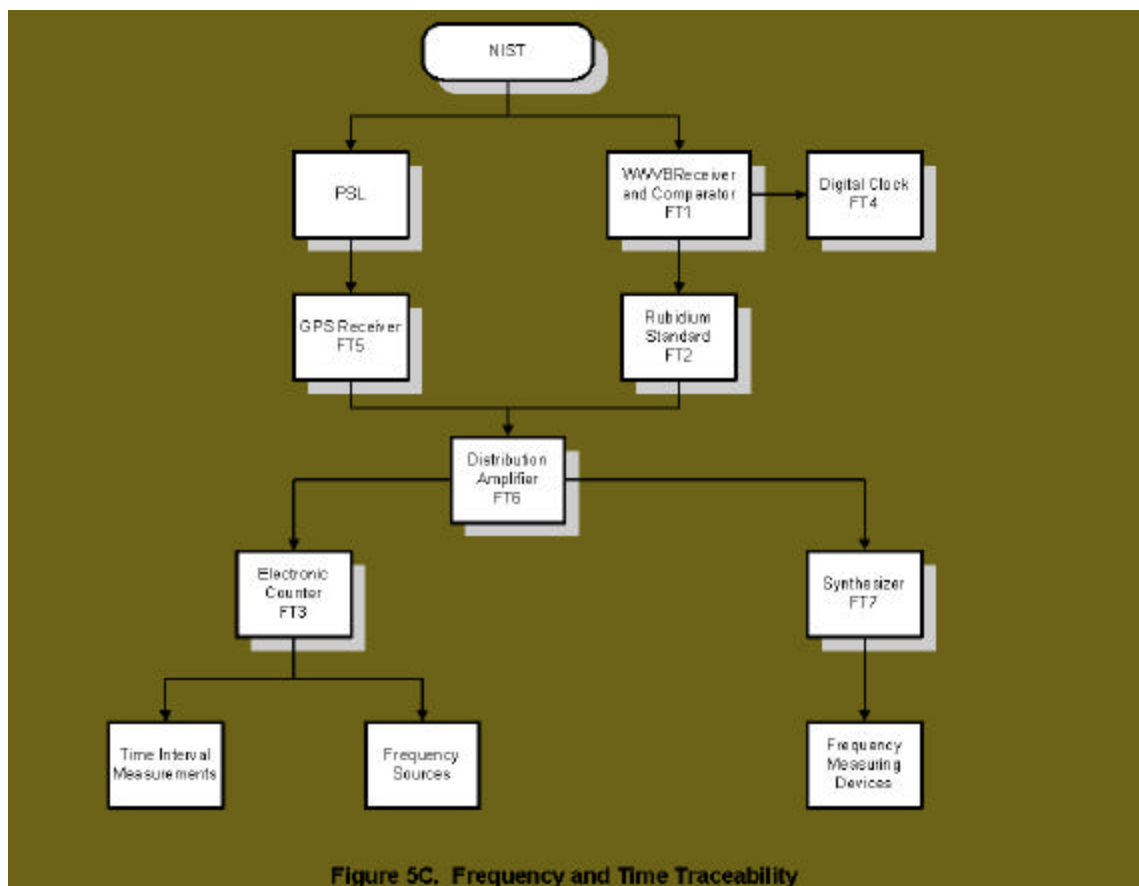 NIST
PSL
WWVBReceiver
and Comparator
FT1
Digital Clock
FT4
GPS Receiver
FT5
Rubidium
Standard
FT2
Distribution
Amplifier
FT6
Electronic
Counter
FT3
Synthesizer
FT7
Time Interval
Measurements
Frequency
Sources
Frequency
Measuring
Devices
Figure 5C. Frequency and Time Traceability